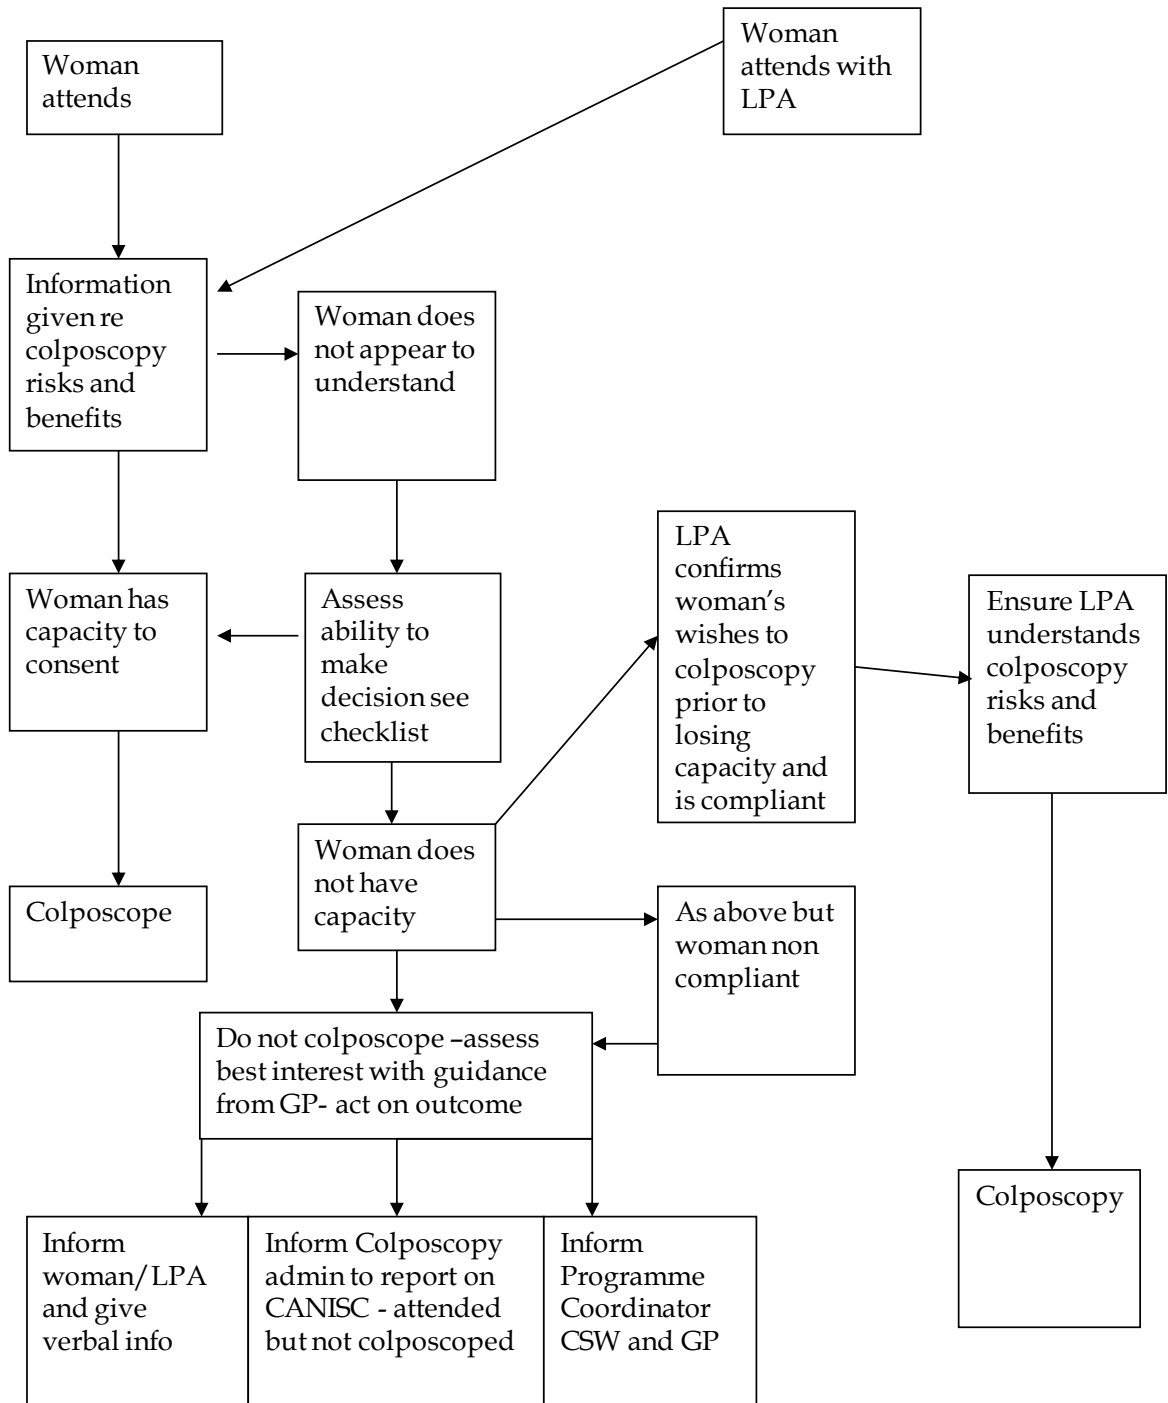 Woman
attends
Woman
attends with
LPA
Information
given re
colposcopy
risks and
benefits
Woman does
not appear to
understand
Woman has
capacity to
consent
Assess
ability to
make
decision see
checklist
LPA
confirms
woman's
wishes to
colposcopy
prior to
losing
capacity and
is compliant
Ensure LPA
understands
colposcopy
risks and
benefits
Colposcope
Woman does
not have
capacity
As above but
woman non
compliant
Do not colposcope –assess
best interest with guidance
from GP- act on outcome
Colposcopy
Inform
woman/LPA
and give
verbal info
Inform Colposcopy
admin to report on
CANISC - attended
but not colposcoped
Inform
Programme
Coordinator
CSW and GP